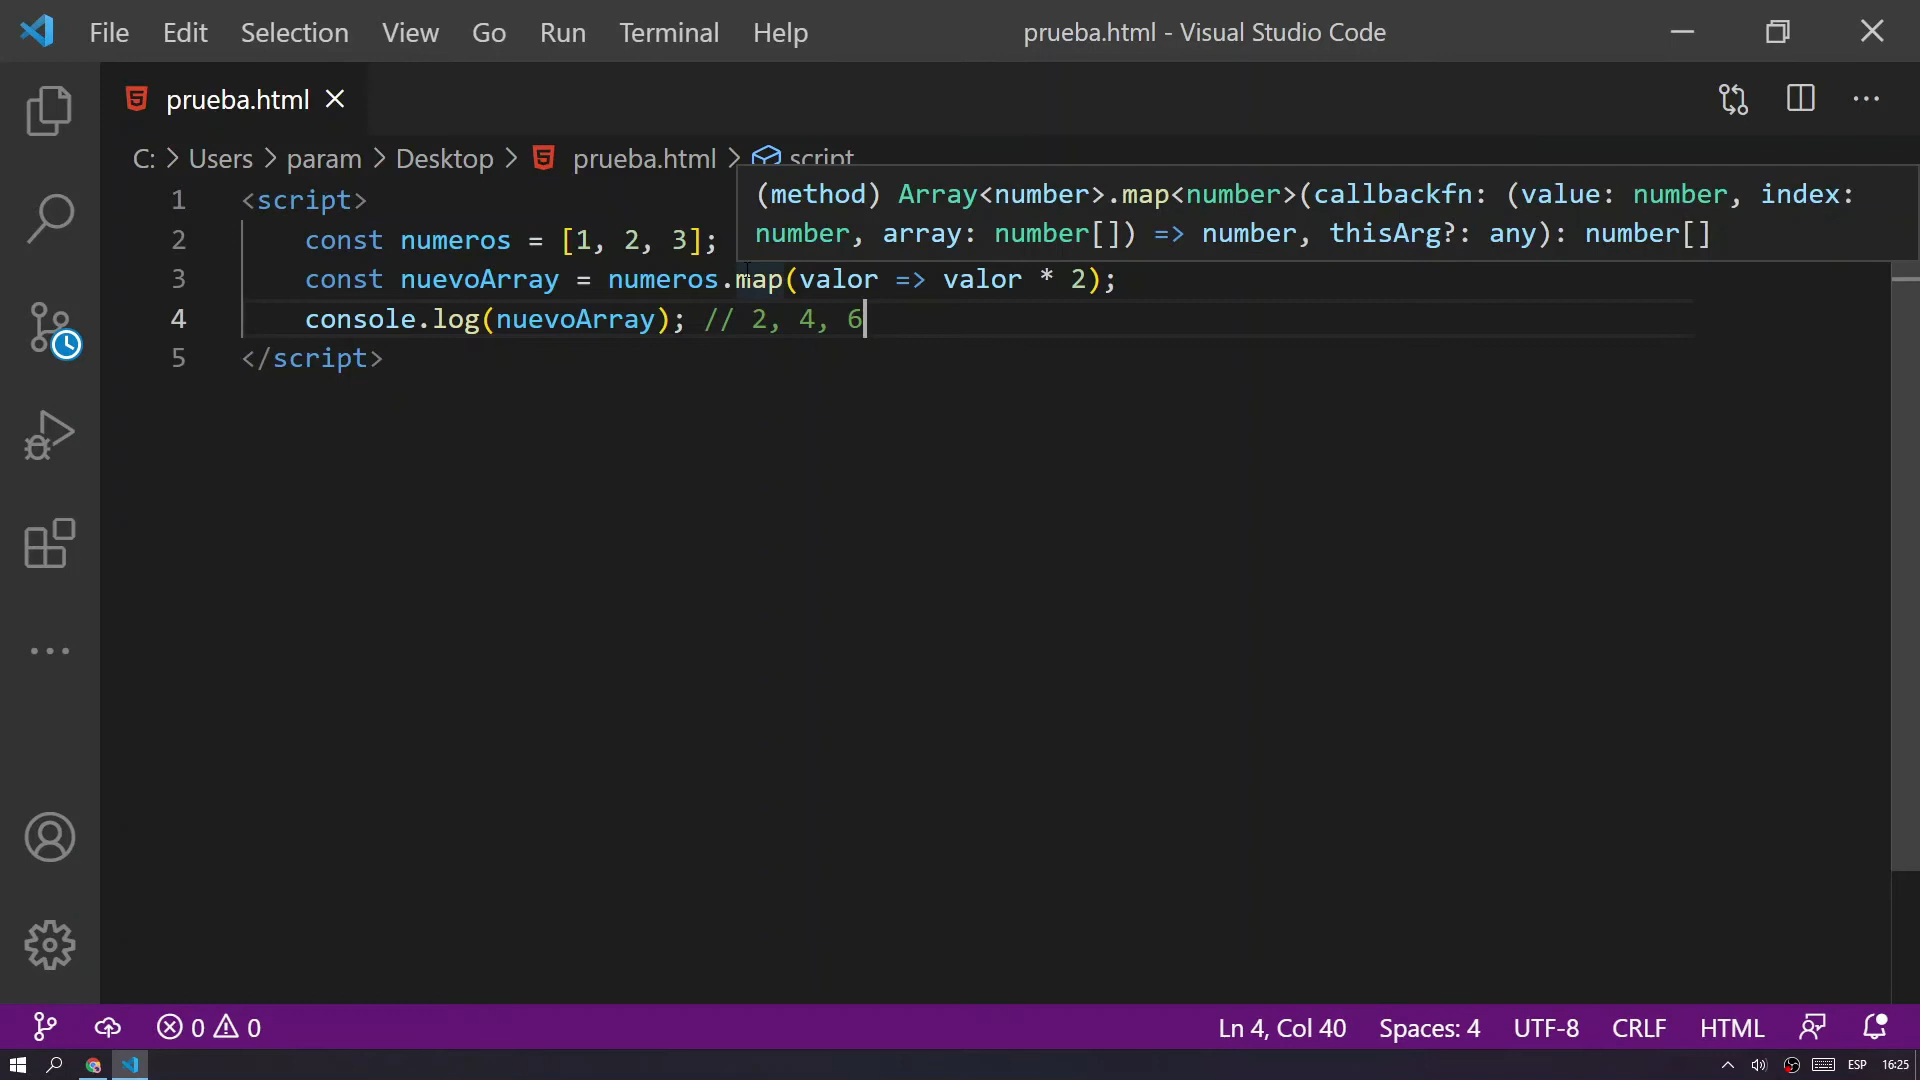 File Edit Selection View Go Run Terminal Help prueba.html - Visual Studio Code
prueba.html
C: > Users > param > Desktop > prueba.html > script
(method) Array<number>.map<number>(callbackfn: (value: number, index:
number, array: number[]) => number, thisArg?: any): number[]
1 <script>
2 const numeros = [1, 2, 3];
3 const nuevoArray = numeros.map(valor => valor * 2);
4 console.log(nuevoArray); // 2, 4, 6
5 </script>
0 0 Ln 4, Col 40 Spaces: 4 UTF-8 CRLF HTML
ESP 16:25